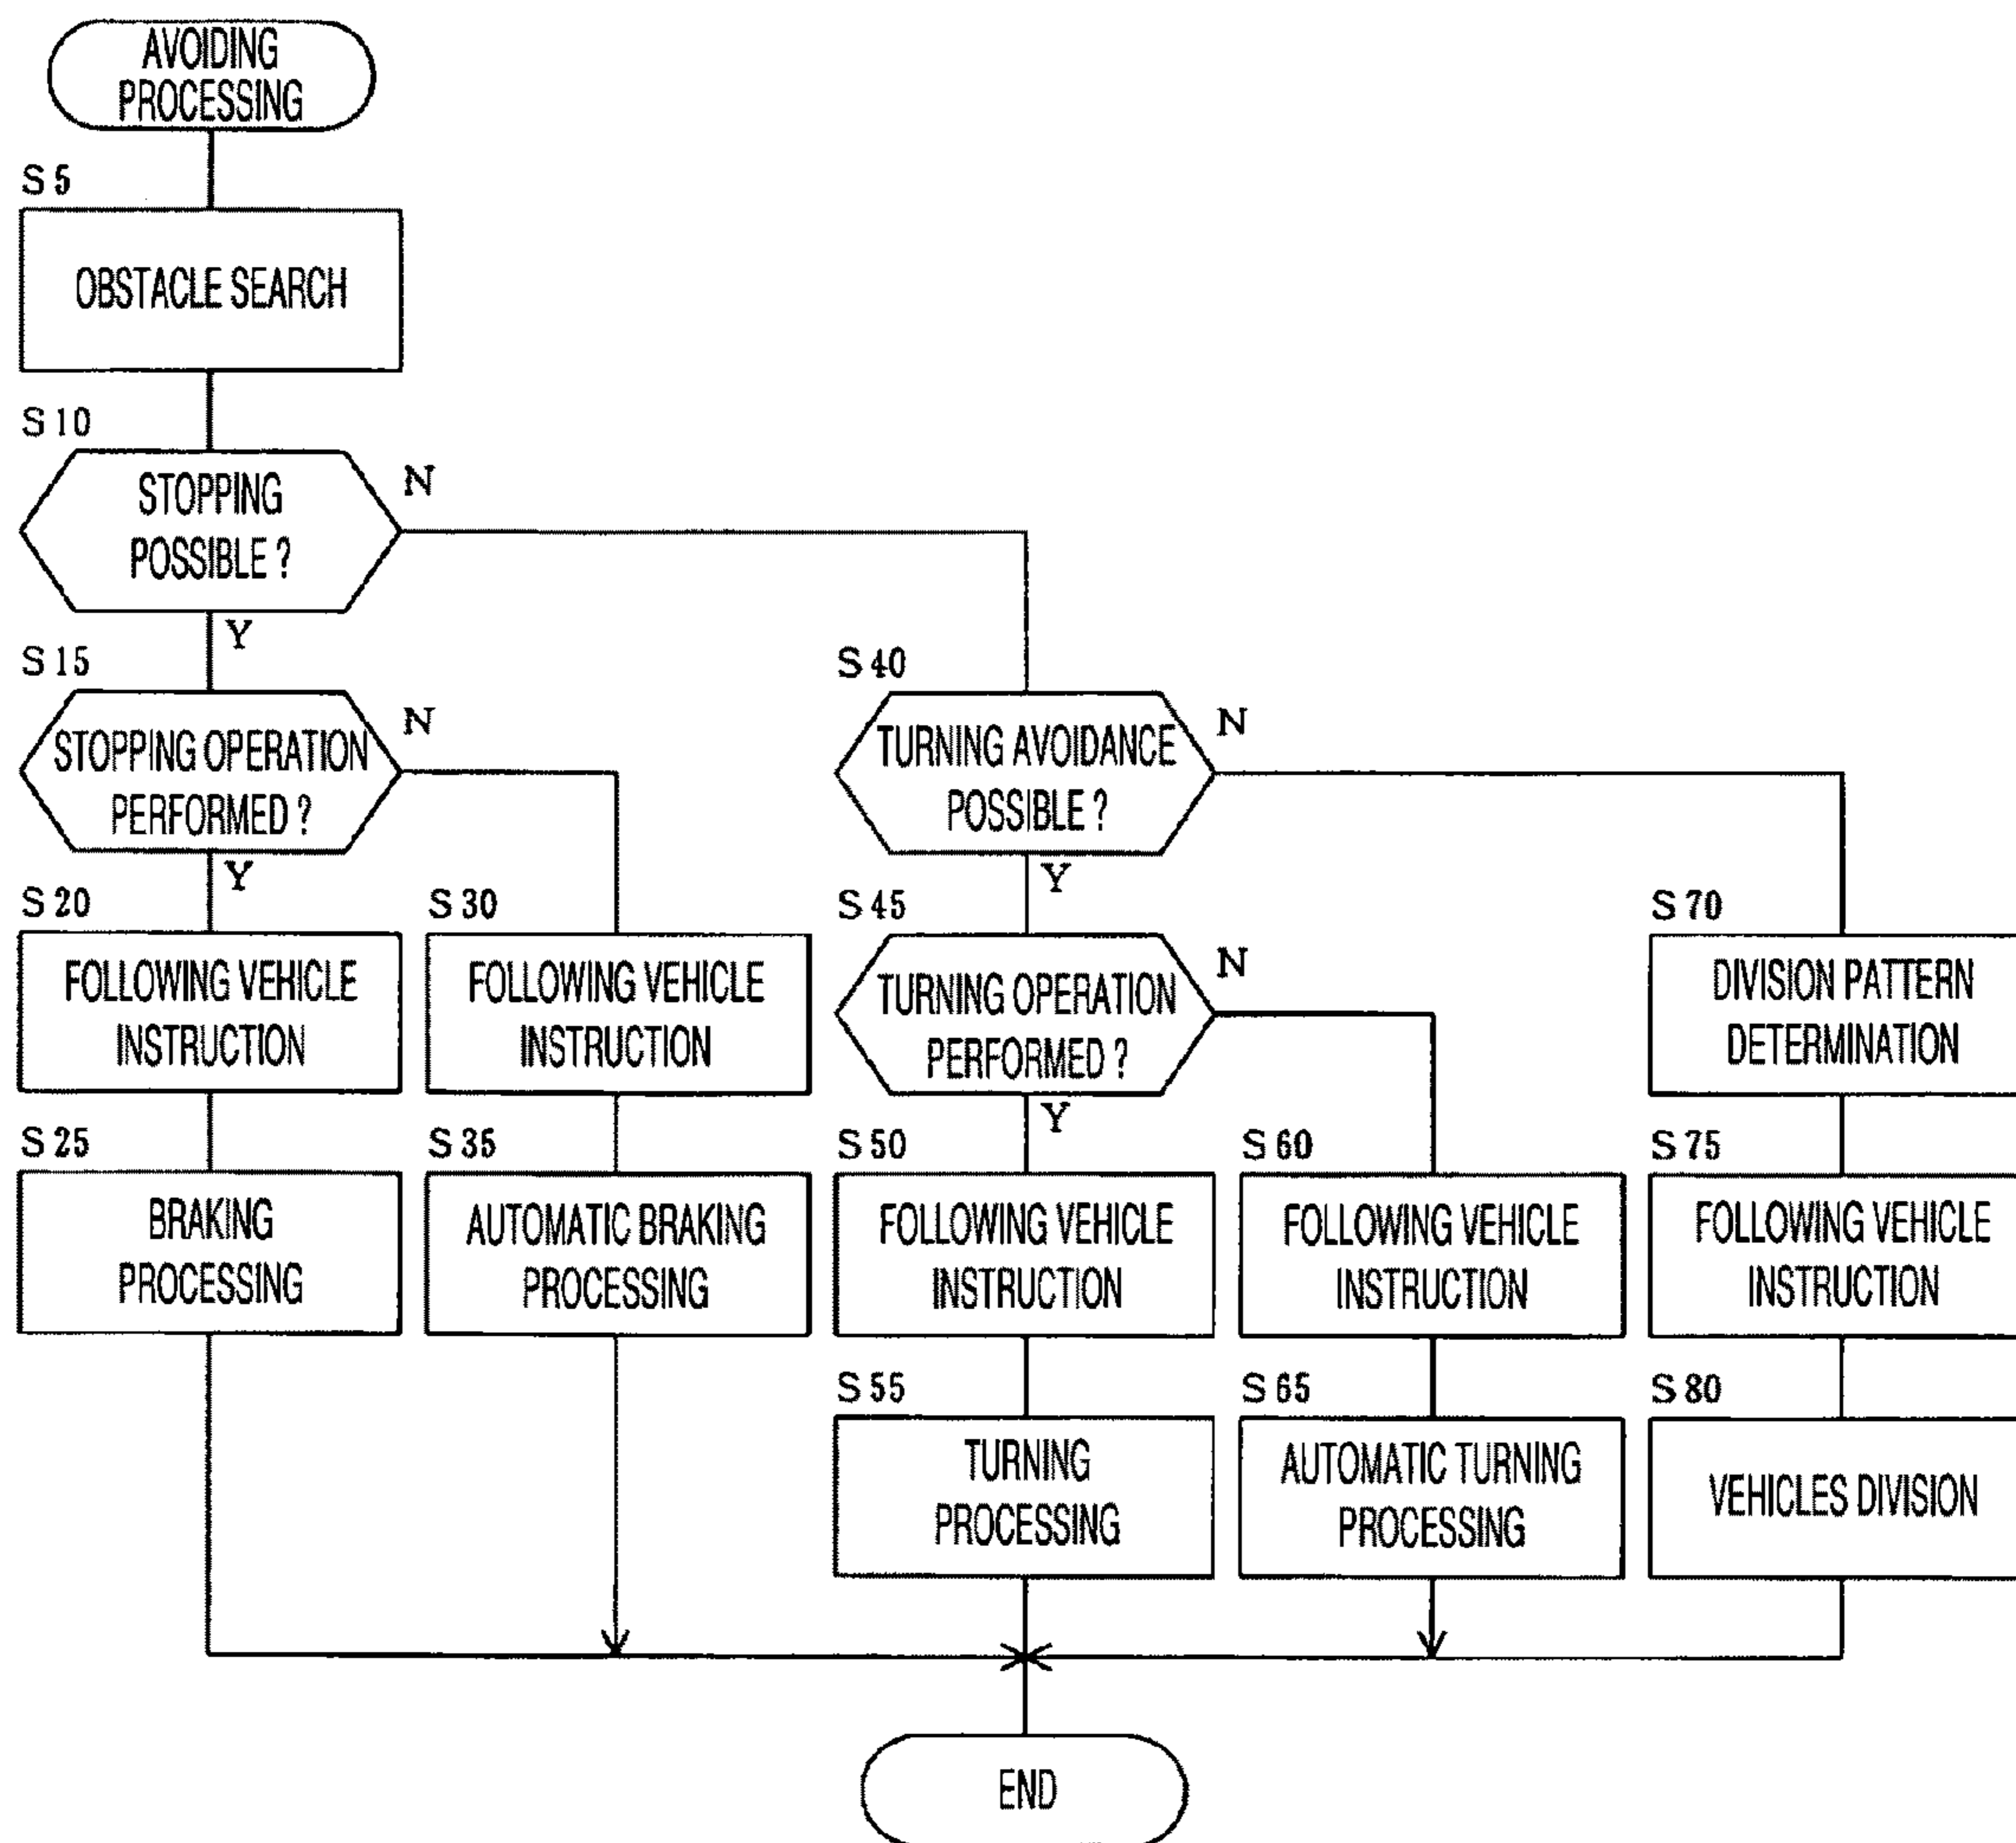 AVOIDING
PROCESSING
S 5
OBSTACLE SEARCH
S 10
STOPPING
POSSIBLE ?
N
Y
S 15
STOPPING OPERATION
PERFORMED ?
N
Y
S 40
TURNING AVOIDANCE
POSSIBLE ?
N
Y
S 20
FOLLOWING VEHICLE
INSTRUCTION
S 30
FOLLOWING VEHICLE
INSTRUCTION
S 45
TURNING OPERATION
PERFORMED ?
N
Y
S 70
DIVISION PATTERN
DETERMINATION
S 25
BRAKING
PROCESSING
S 35
AUTOMATIC BRAKING
PROCESSING
S 50
FOLLOWING VEHICLE
INSTRUCTION
S 60
FOLLOWING VEHICLE
INSTRUCTION
S 75
FOLLOWING VEHICLE
INSTRUCTION
S 55
TURNING
PROCESSING
S 65
AUTOMATIC TURNING
PROCESSING
S 80
VEHICLES DIVISION
END